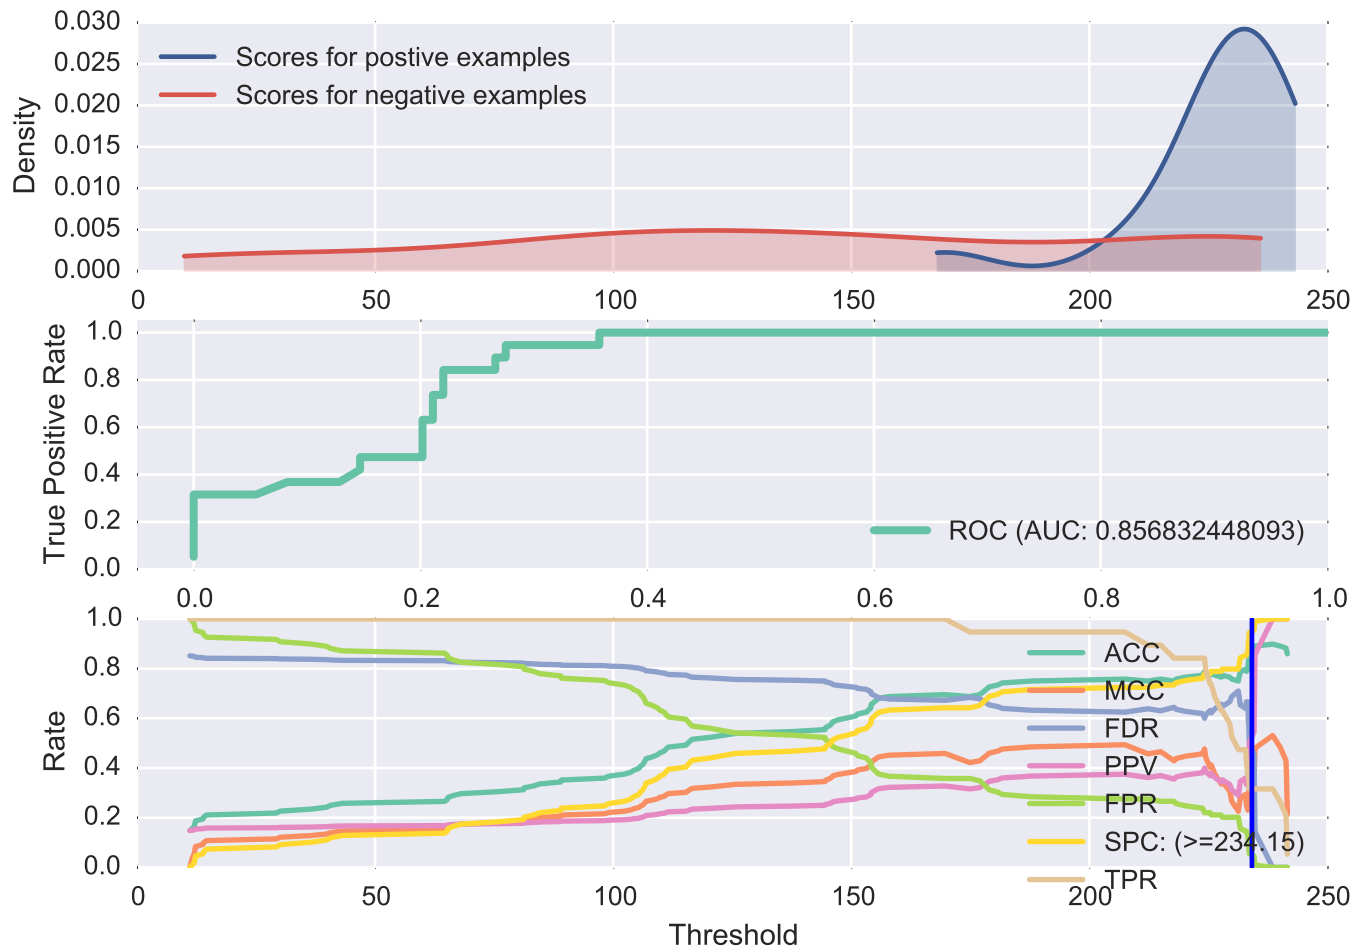 0.030
0.025
0.020
0.015
0.010
0.005
0.000
Density
Scores for postive examples
Scores for negative examples
0 50 100 150 200 250
1.0
0.8
0.6
0.4
0.2
0.0
True Positive Rate
ROC (AUC: 0.856832448093)
0.0 0.2 0.4 0.6 0.8 1.0
1.0
0.8
0.6
0.4
0.2
0.0
Rate
ACC
MCC
FDR
PPV
FPR
SPC: (>=234.15)
TPR
0 50 100 150 200 250
Threshold